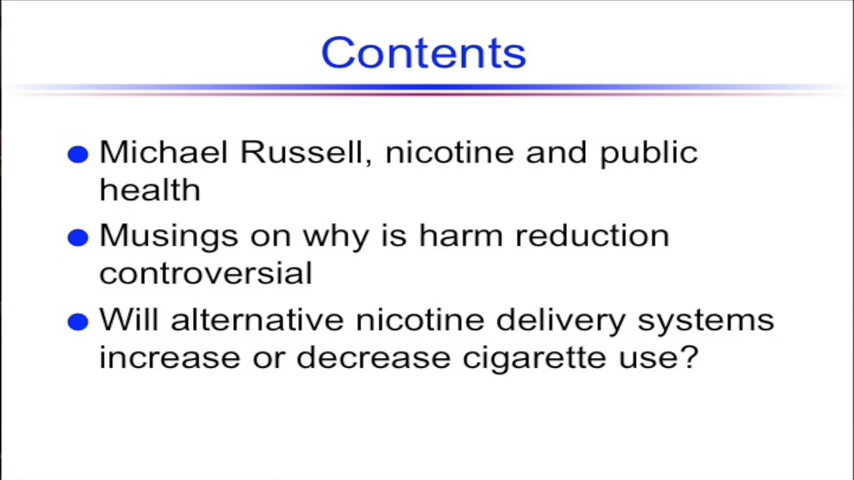 Contents
Michael Russell, nicotine and public
health
Musings on why is harm reduction
controversial
Will alternative nicotine delivery systems
increase or decrease cigarette use?